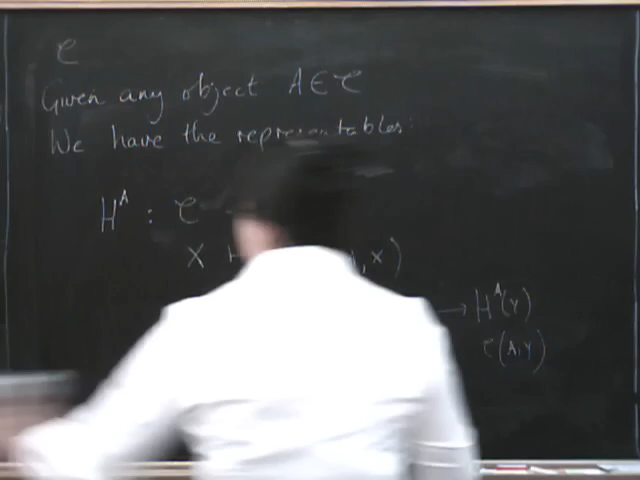 𝒞
Given any object A ∈ 𝒞
We have the representables:
H^A : 𝒞
X , x)
→ H^A(Y)
𝒞(A, Y)